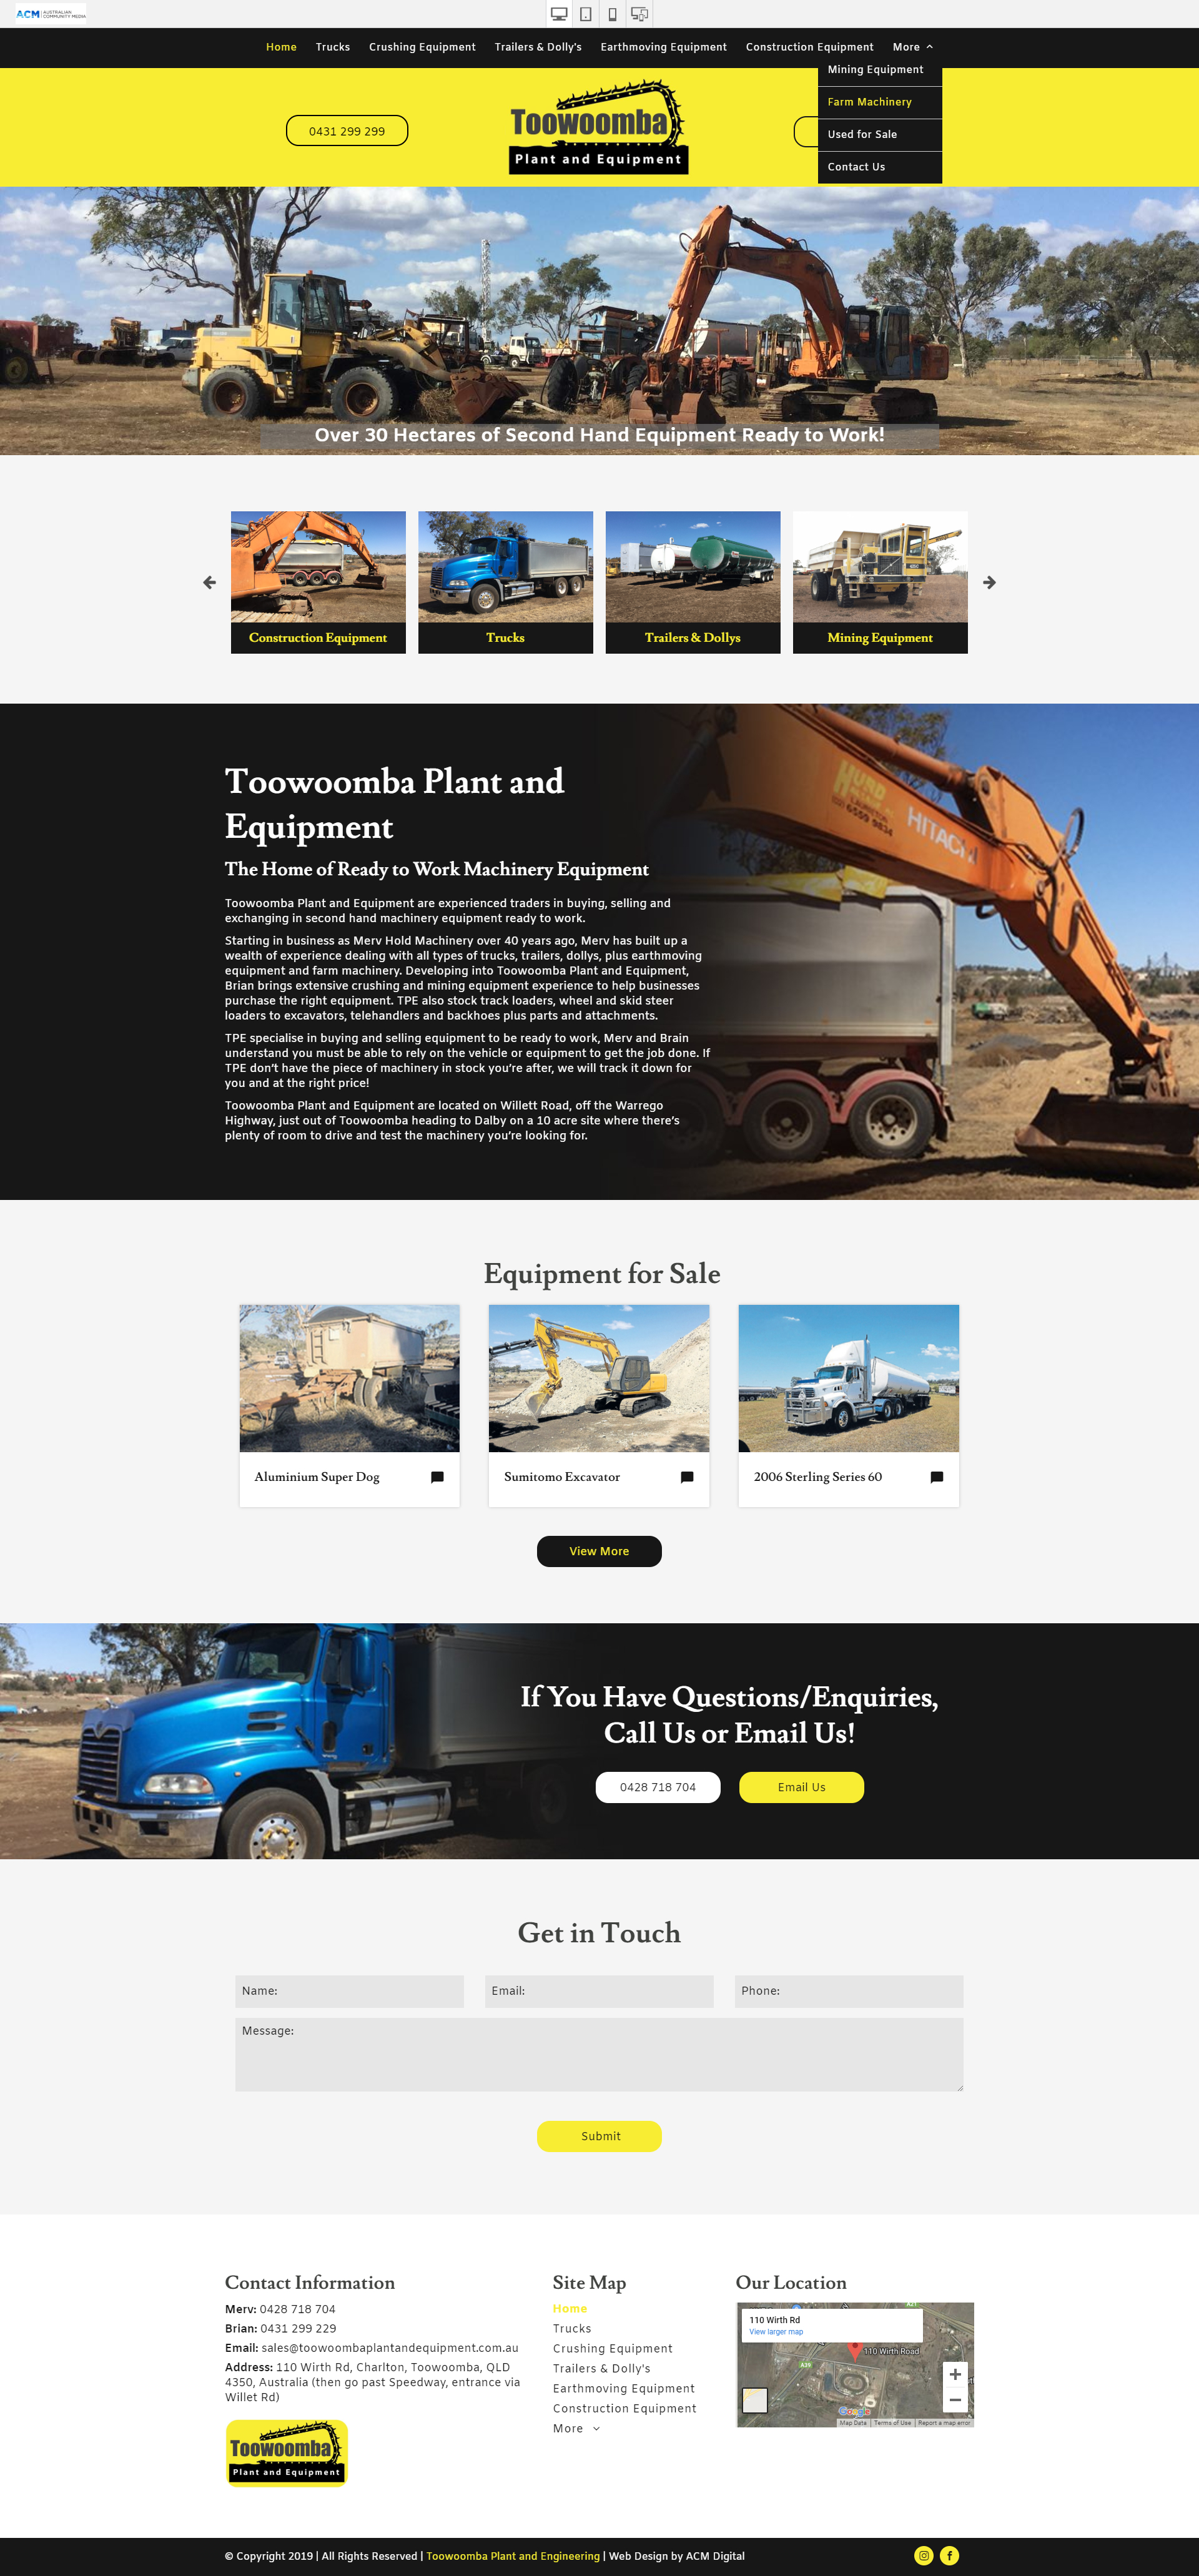 ACM AUSTRALIAN COMMUNITY MEDIA
Home Trucks Crushing Equipment Trailers & Dolly's Earthmoving Equipment Construction Equipment More
Mining Equipment
Farm Machinery
Used for Sale
Contact Us
0431 299 299
Toowoomba
Plant and Equipment
Over 30 Hectares of Second Hand Equipment Ready to Work!
Construction Equipment
Trucks
Trailers & Dollys
Mining Equipment
HURD
HITACHI
Toowoomba Plant and
Equipment
The Home of Ready to Work Machinery Equipment
Toowoomba Plant and Equipment are experienced traders in buying, selling and
exchanging in second hand machinery equipment ready to work.
Starting in business as Merv Hold Machinery over 40 years ago, Merv has built up a
wealth of experience dealing with all types of trucks, trailers, dollys, plus earthmoving
equipment and farm machinery. Developing into Toowoomba Plant and Equipment,
Brian brings extensive crushing and mining equipment experience to help businesses
purchase the right equipment. TPE also stock track loaders, wheel and skid steer
loaders to excavators, telehandlers and backhoes plus parts and attachments.
TPE specialise in buying and selling equipment to be ready to work, Merv and Brain
understand you must be able to rely on the vehicle or equipment to get the job done. If
TPE don't have the piece of machinery in stock you're after, we will track it down for
you and at the right price!
Toowoomba Plant and Equipment are located on Willett Road, off the Warrego
Highway, just out of Toowoomba heading to Dalby on a 10 acre site where there's
plenty of room to drive and test the machinery you're looking for.
Equipment for Sale
Aluminium Super Dog
Sumitomo Excavator
2006 Sterling Series 60
View More
If You Have Questions/Enquiries,
Call Us or Email Us!
0428 718 704
Email Us
Get in Touch
Name:
Email:
Phone:
Message:
Submit
Contact Information
Merv: 0428 718 704
Brian: 0431 299 229
Email: sales@toowoombaplantandequipment.com.au
Address: 110 Wirth Rd, Charlton, Toowoomba, QLD
4350, Australia (then go past Speedway, entrance via
Willet Rd)
Toowoomba
Plant and Equipment
Site Map
Home
Trucks
Crushing Equipment
Trailers & Dolly's
Earthmoving Equipment
Construction Equipment
More
Our Location
A21
110 Wirth Rd
View larger map
110 Wirth Road
A39
Google
Map Data Terms of Use Report a map error
© Copyright 2019 | All Rights Reserved | Toowoomba Plant and Engineering | Web Design by ACM Digital